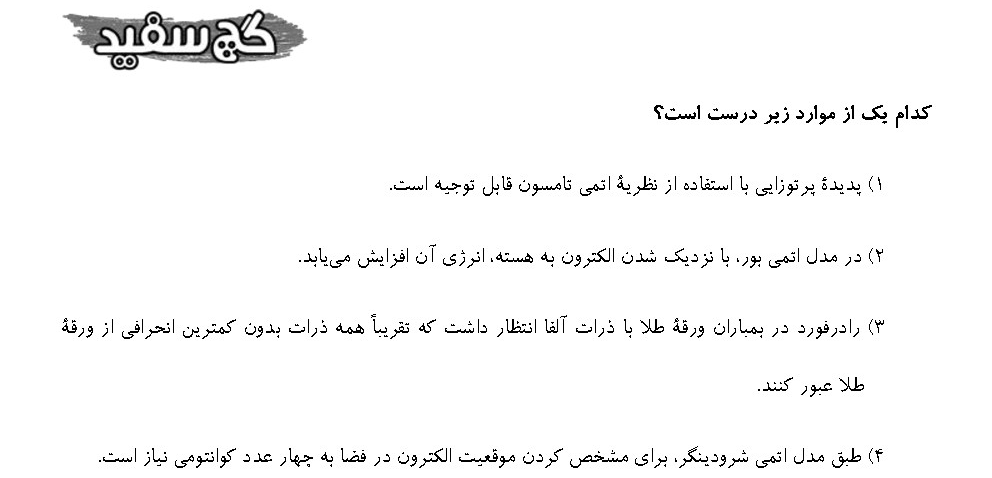 گچ سفید
کدام یک از موارد زیر درست است؟
۱) پدیدهٔ پرتوزایی با استفاده از نظریهٔ اتمی تامسون قابل توجیه است.
۲) در مدل اتمی بور، با نزدیک شدن الکترون به هسته، انرژی آن افزایش می‌یابد.
۳) رادرفورد در بمباران ورقهٔ طلا با ذرات آلفا انتظار داشت که تقریباً همه ذرات بدون کمترین انحرافی از ورقهٔ
طلا عبور کنند.
۴) طبق مدل اتمی شرودینگر، برای مشخص کردن موقعیت الکترون در فضا به چهار عدد کوانتومی نیاز است.